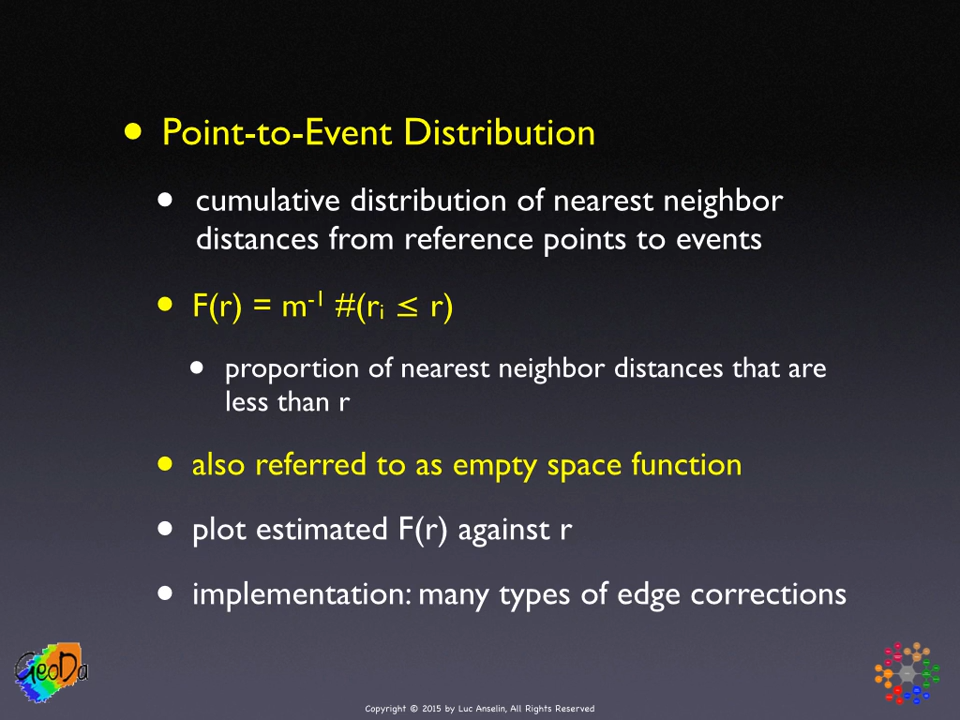 • Point-to-Event Distribution
• cumulative distribution of nearest neighbor
distances from reference points to events
• F(r) = m⁻¹ #(rᵢ ≤ r)
• proportion of nearest neighbor distances that are
less than r
• also referred to as empty space function
• plot estimated F(r) against r
• implementation: many types of edge corrections
GeoDa
Copyright © 2015 by Luc Anselin, All Rights Reserved